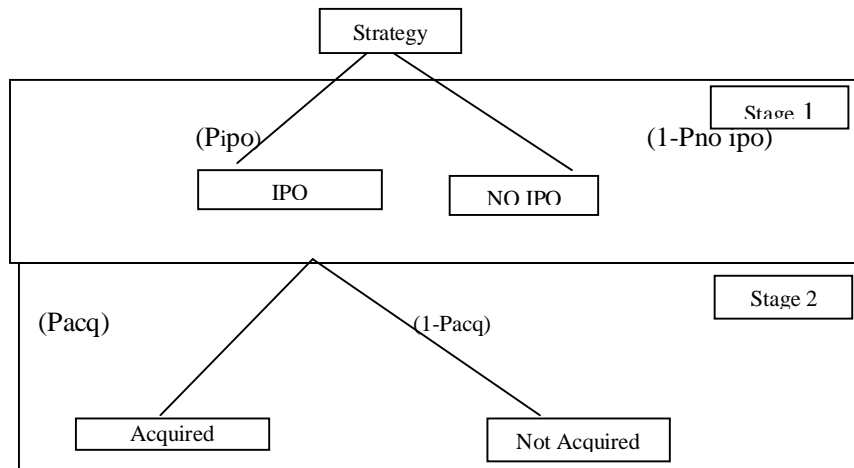 Strategy
Stage 1
(Pipo)
(1-Pno ipo)
IPO
NO IPO
Stage 2
(Pacq)
(1-Pacq)
Acquired
Not Acquired